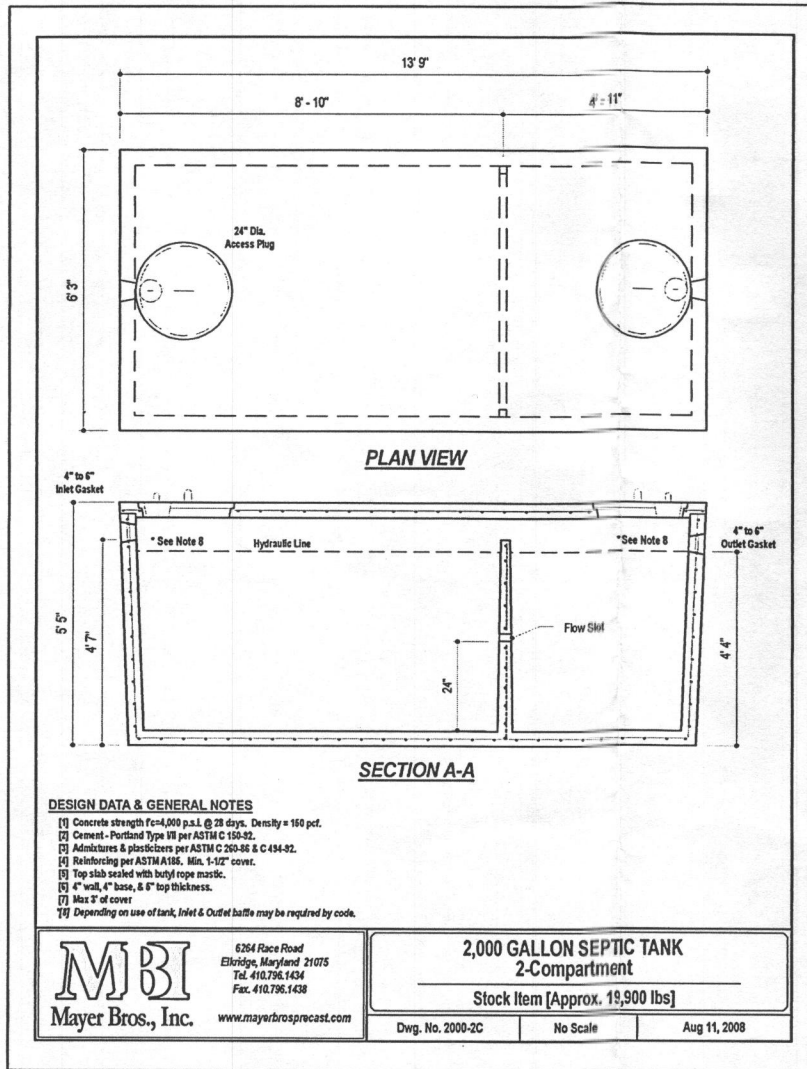 13' 9"
8' - 10"
4' - 11"
24" Dia.
Access Plug
6' 3"
PLAN VIEW
4" to 6"
Inlet Gasket
* See Note 8
Hydraulic Line
*See Note 8
4" to 6"
Outlet Gasket
5' 5"
4' 7"
Flow Slot
24"
4' 4"
SECTION A-A
DESIGN DATA & GENERAL NOTES
[1] Concrete strength f'c=4,000 p.s.i. @ 28 days. Density = 150 pcf.
[2] Cement - Portland Type I/II per ASTM C 150-92.
[3] Admixtures & plasticizers per ASTM C 260-86 & C 494-92.
[4] Reinforcing per ASTM A185. Min. 1-1/2" cover.
[5] Top slab sealed with butyl rope mastic.
[6] 4" wall, 4" base, & 5" top thickness.
[7] Max 3' of cover
*[8] Depending on use of tank, Inlet & Outlet baffle may be required by code.
MBI
Mayer Bros., Inc.
6264 Race Road
Elkridge, Maryland 21075
Tel. 410.796.1434
Fax. 410.796.1438
www.mayerbrosprecast.com
2,000 GALLON SEPTIC TANK
2-Compartment
Stock Item [Approx. 19,900 lbs]
Dwg. No. 2000-2C
No Scale
Aug 11, 2008